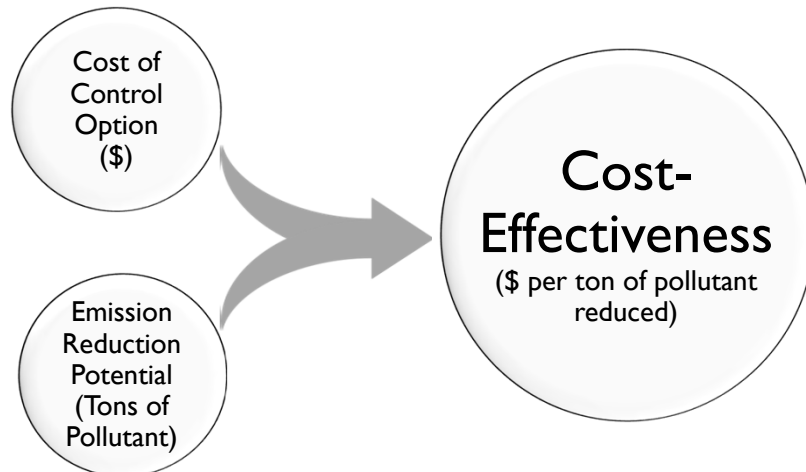 Cost of
Control
Option
($)
Emission
Reduction
Potential
(Tons of
Pollutant)
Cost-
Effectiveness
($ per ton of pollutant
reduced)